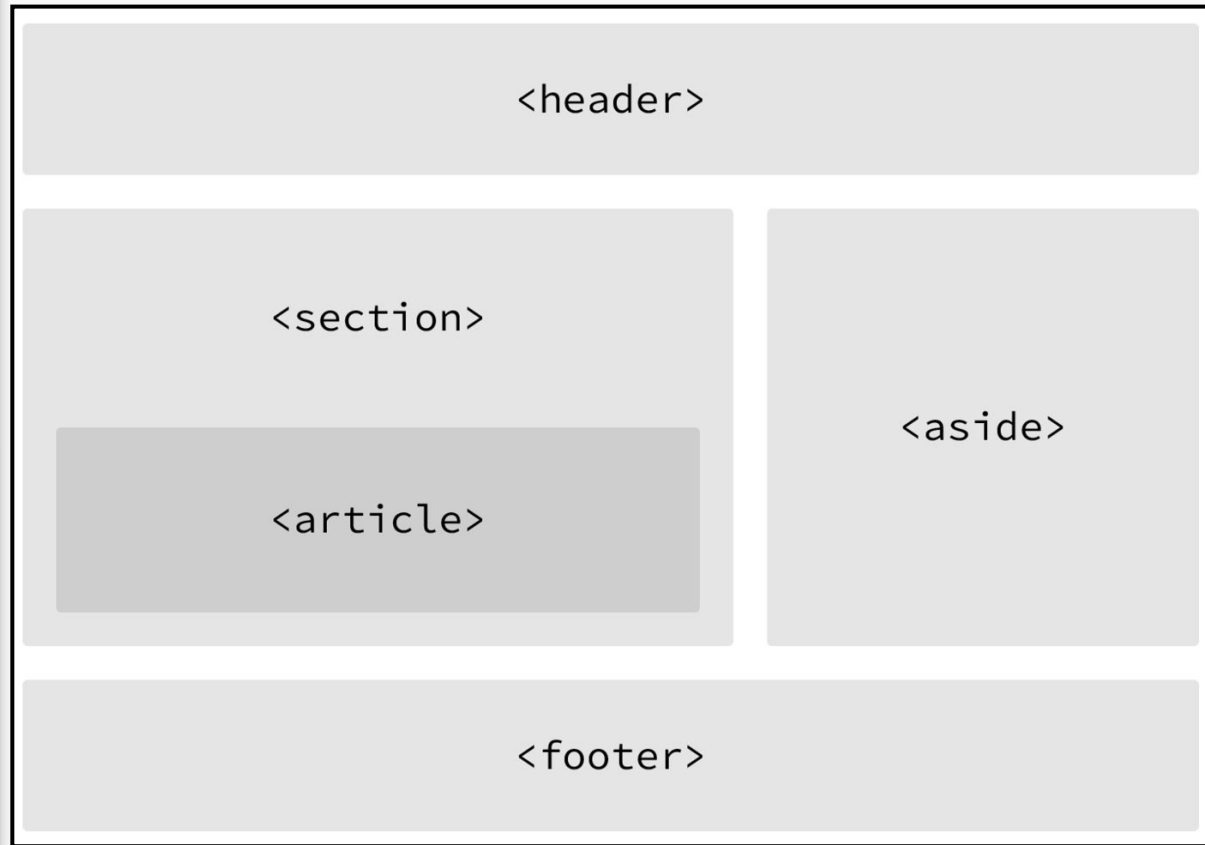 <header>
<section>
<aside>
<article>
<footer>